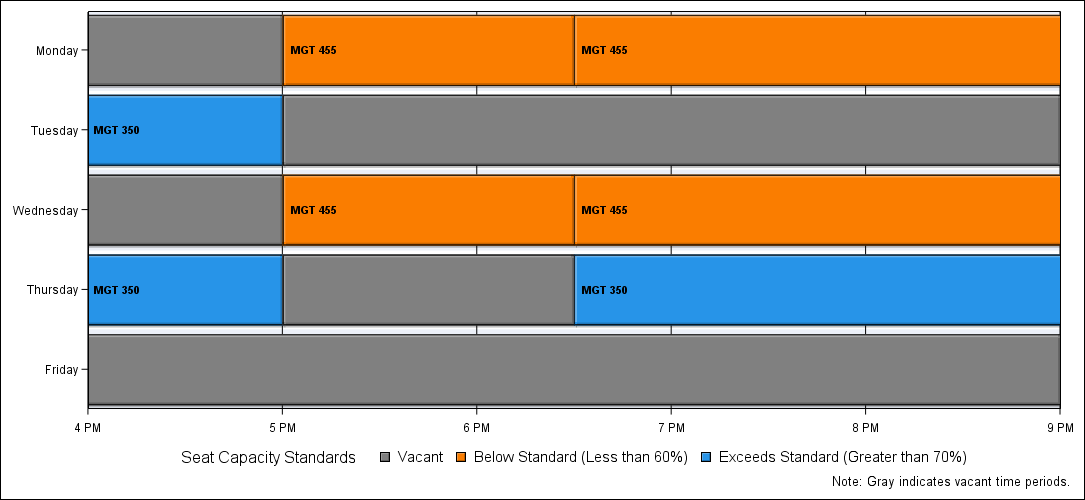 Monday
MGT 455
MGT 455
Tuesday
MGT 350
Wednesday
MGT 455
MGT 455
Thursday
MGT 350
MGT 350
Friday
4 PM 5 PM 6 PM 7 PM 8 PM 9 PM
Seat Capacity Standards Vacant Below Standard (Less than 60%) Exceeds Standard (Greater than 70%)
Note: Gray indicates vacant time periods.